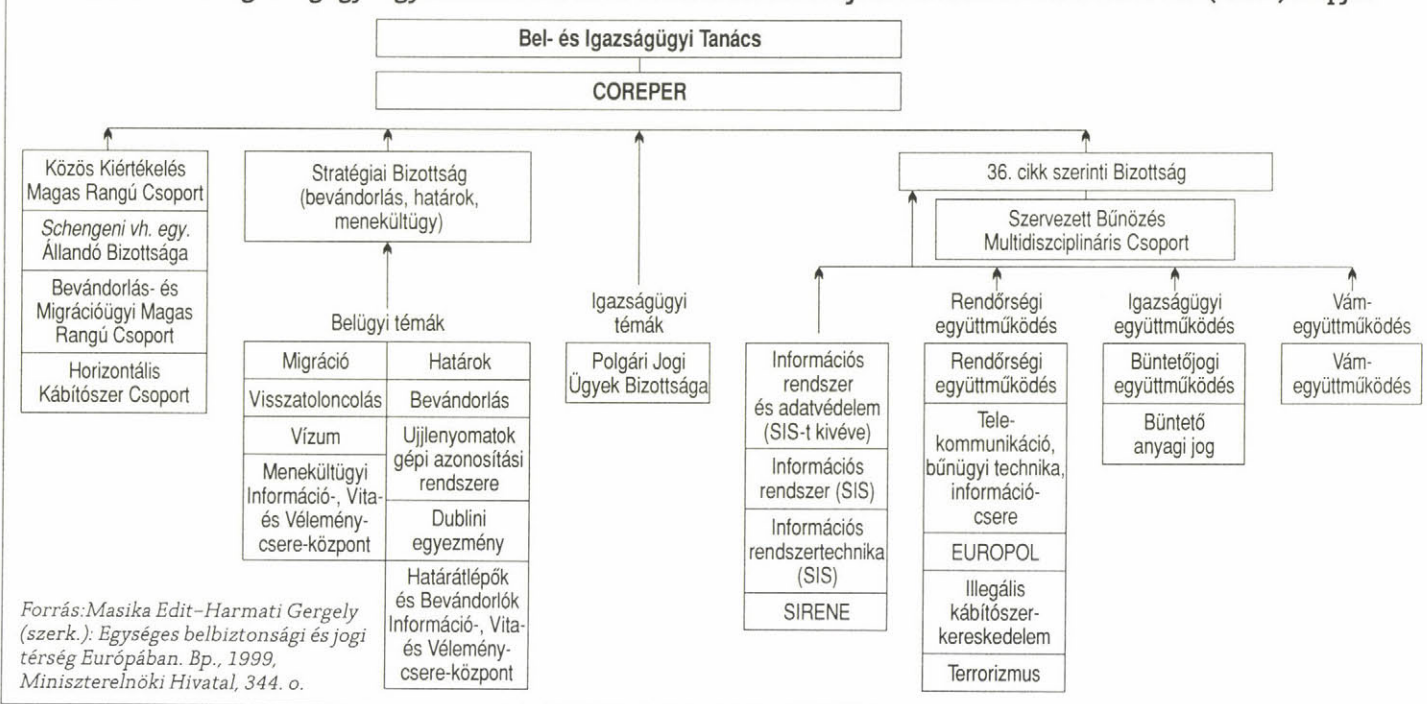 Bel- és Igazságügyi Tanács
COREPER
Közös Kiértékelés
Magas Rangú Csoport
Schengeni vh. egy.
Állandó Bizottsága
Bevándorlás- és
Migrációügyi Magas
Rangú Csoport
Horizontális
Kábítószer Csoport
Stratégiai Bizottság
(bevándorlás, határok,
menekültügy)
Belügyi témák
Migráció
Visszatoloncolás
Vízum
Menekültügyi
Információ-, Vita-
és Vélemény-
csere-központ
Határok
Bevándorlás
Ujjlenyomatok
gépi azonosítási
rendszere
Dublini
egyezmény
Határátlépők
és Bevándorlók
Információ-, Vita-
és Vélemény-
csere-központ
Igazságügyi
témák
Polgári Jogi
Ügyek Bizottsága
36. cikk szerinti Bizottság
Szervezett Bűnözés
Multidiszciplináris Csoport
Információs
rendszer
és adatvédelem
(SIS-t kivéve)
Információs
rendszer (SIS)
Információs
rendszertechnika
(SIS)
SIRENE
Rendőrségi
együttműködés
Rendőrségi
együttműködés
Tele-
kommunikáció,
bűnügyi technika,
információ-
csere
EUROPOL
Illegális
kábítószer-
kereskedelem
Terrorizmus
Igazságügyi
együttműködés
Büntetőjogi
együttműködés
Büntető
anyagi jog
Vám-
együttműködés
Vám-
együttműködés
Forrás:Masika Edit–Harmati Gergely
(szerk.): Egységes belbiztonsági és jogi
térség Európában. Bp., 1999,
Miniszterelnöki Hivatal, 344. o.